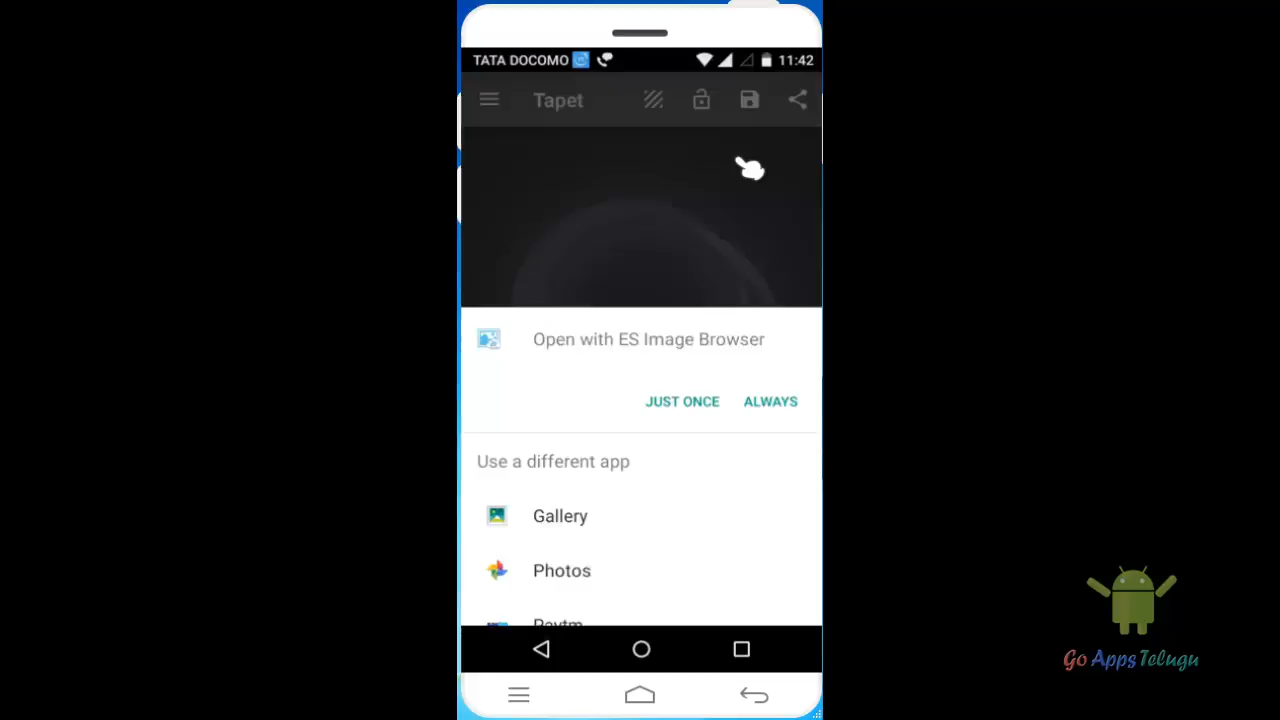 TATA DOCOMO 11:42
Tapet
Open with ES Image Browser
JUST ONCE ALWAYS
Use a different app
Gallery
Photos
Paytm
Go Apps Telugu